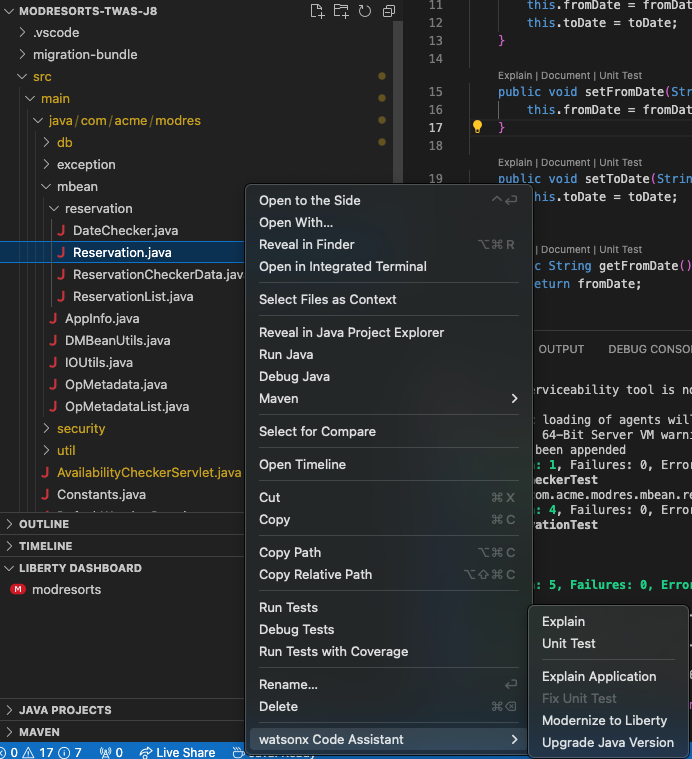 MODRESORTS-TWAS-J8
.vscode
migration-bundle
src
main
java/com/acme/modres
db
exception
mbean
reservation
DateChecker.java
Reservation.java
ReservationCheckerData.jav
ReservationList.java
AppInfo.java
DMBeanUtils.java
IOUtils.java
OpMetadata.java
OpMetadataList.java
security
util
AvailabilityCheckerServlet.java
Constants.java
OUTLINE
TIMELINE
LIBERTY DASHBOARD
M modresorts
JAVA PROJECTS
MAVEN
0 17 7 0 Live Share
11 this.fromDate = fromDat
12 this.toDate = toDate;
13 }
14
Explain | Document | Unit Test
15 public void setFromDate(Str
16 this.fromDate = fromDat
17 }
18
Explain | Document | Unit Test
19 public void setToDate(Strin
this.toDate = toDate;
| Document | Unit Test
c String getFromDate()
eturn fromDate;
OUTPUT DEBUG CONSO
erviceability tool is no
loading of agents wil
64-Bit Server VM warni
been appended
: 1, Failures: 0, Error
eckerTest
com.acme.modres.mbean.re
: 4, Failures: 0, Error
vationTest
: 5, Failures: 0, Error
Open to the Side ^⏎
Open With...
Reveal in Finder ⌥⌘R
Open in Integrated Terminal
Select Files as Context
Reveal in Java Project Explorer
Run Java
Debug Java
Maven
Select for Compare
Open Timeline
Cut ⌘X
Copy ⌘C
Copy Path ⌥⌘C
Copy Relative Path ⌥⇧⌘C
Run Tests
Debug Tests
Run Tests with Coverage
Rename... ⏎
Delete ⌘⌫
watsonx Code Assistant
Explain
Unit Test
Explain Application
Fix Unit Test
Modernize to Liberty
Upgrade Java Version